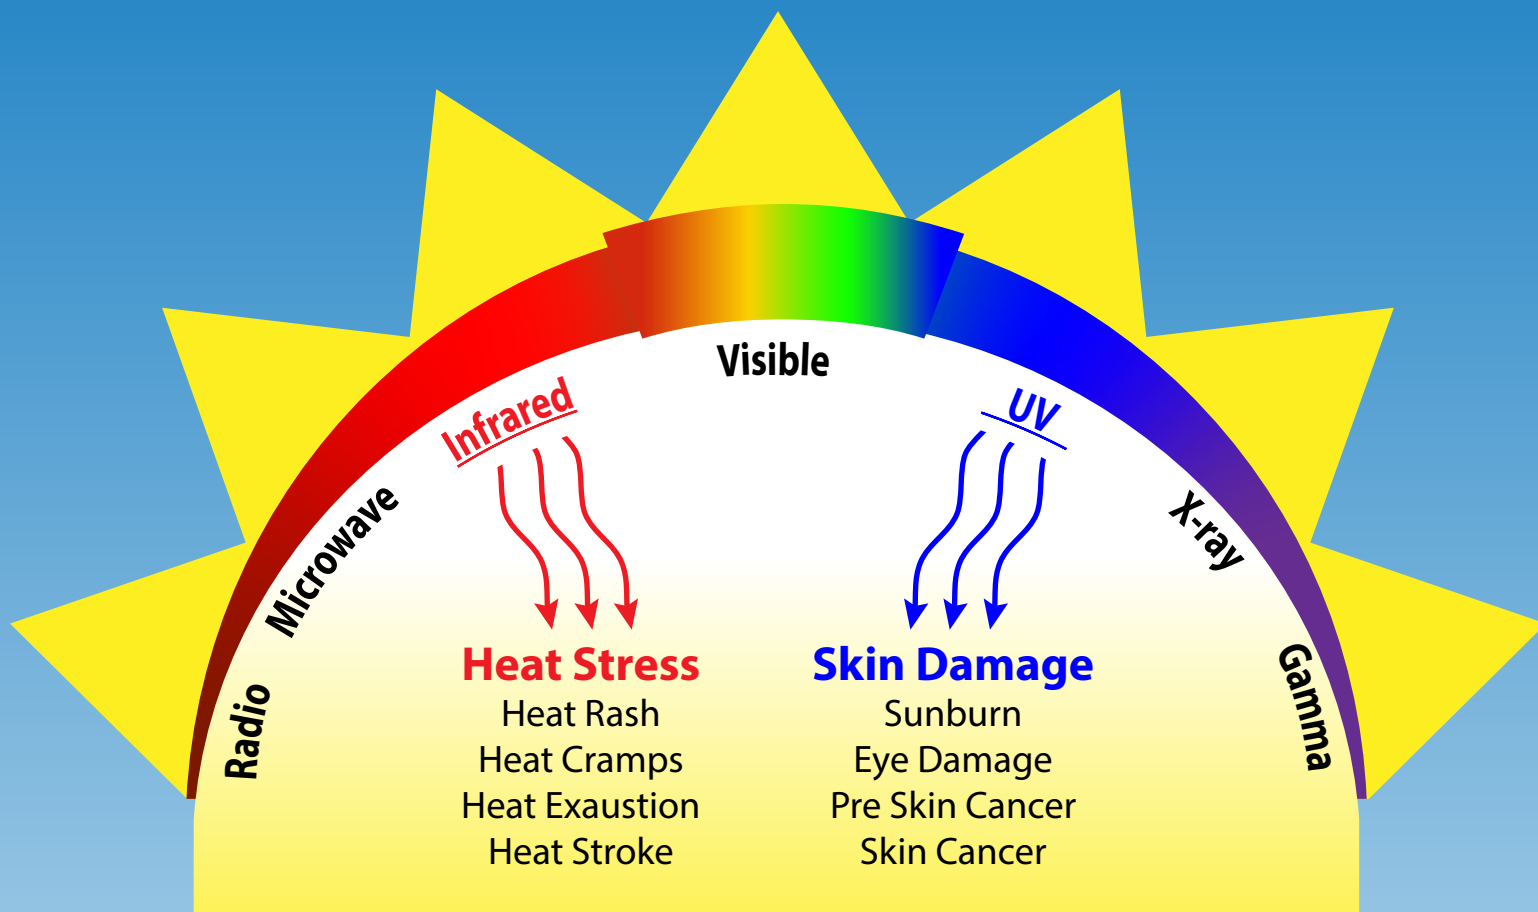 Radio
Microwave
Infrared
Visible
UV
X-ray
Gamma
Heat Stress
Heat Rash
Heat Cramps
Heat Exaustion
Heat Stroke
Skin Damage
Sunburn
Eye Damage
Pre Skin Cancer
Skin Cancer